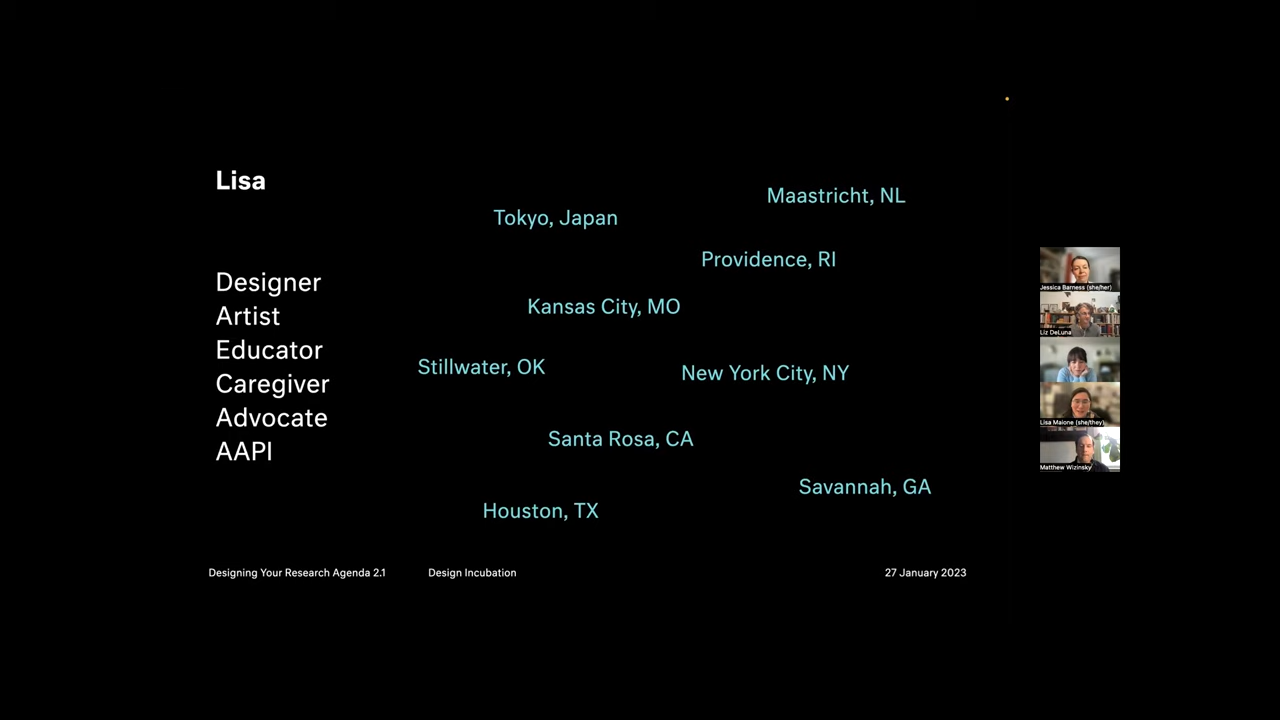 Lisa
Designer
Artist
Educator
Caregiver
Advocate
AAPI
Maastricht, NL
Tokyo, Japan
Providence, RI
Kansas City, MO
Stillwater, OK
New York City, NY
Santa Rosa, CA
Savannah, GA
Houston, TX
Designing Your Research Agenda 2.1
Design Incubation
27 January 2023
Jessica Barness (she/her)
Liz DeLuna
Lisa Maione (she/they)
Matthew Wizinsky